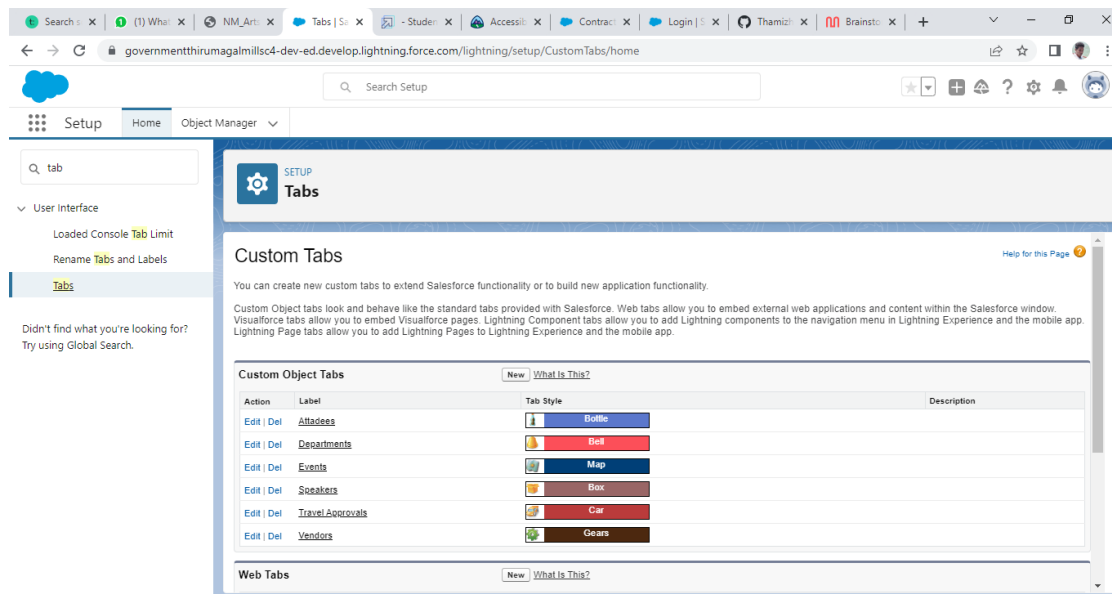 Search s
(1) What
NM_Arts
Tabs | Sa
- Studen
Accessib
Contract
Login | S
Thamizh
Brainsto
governmentthirumagalmillsc4-dev-ed.develop.lightning.force.com/lightning/setup/CustomTabs/home
Search Setup
Setup Home Object Manager
tab
User Interface
Loaded Console Tab Limit
Rename Tabs and Labels
Tabs
Didn't find what you're looking for?
Try using Global Search.
SETUP
Tabs
Custom Tabs
Help for this Page
You can create new custom tabs to extend Salesforce functionality or to build new application functionality.
Custom Object tabs look and behave like the standard tabs provided with Salesforce. Web tabs allow you to embed external web applications and content within the Salesforce window.
Visualforce tabs allow you to embed Visualforce pages. Lightning Component tabs allow you to add Lightning components to the navigation menu in Lightning Experience and the mobile app.
Lightning Page tabs allow you to add Lightning Pages to Lightning Experience and the mobile app.
Custom Object Tabs New What Is This?
Action Label Tab Style Description
Edit | Del Attadees Bottle
Edit | Del Departments Bell
Edit | Del Events Map
Edit | Del Speakers Box
Edit | Del Travel Approvals Car
Edit | Del Vendors Gears
Web Tabs New What Is This?